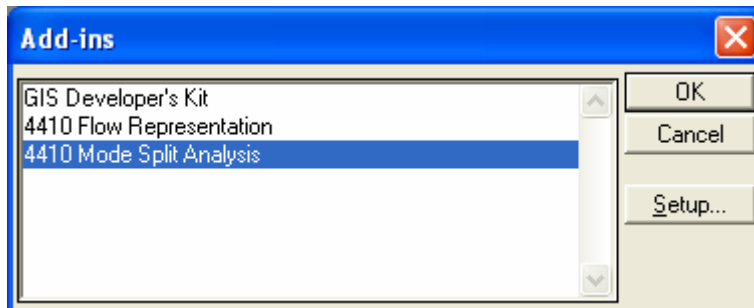 Add-ins
GIS Developer's Kit
4410 Flow Representation
4410 Mode Split Analysis
OK
Cancel
Setup...